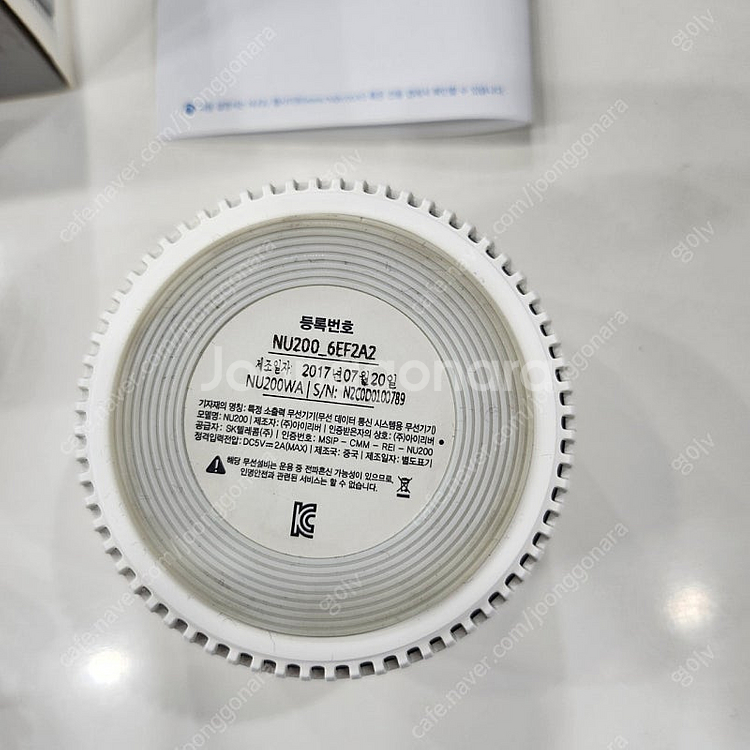 등록번호
NU200_6EF2A2
제조일자: 2017년07월20일
NU200WA | S/N: N2C0D0100789
기자재의 명칭: 특정 소출력 무선기기(무선 데이터 통신 시스템용 무선기기)
모델명: NU200 | 제조자: (주)아이리버 | 인증받은자의 상호: (주)아이리버
공급자: SK텔레콤(주) | 인증번호: MSIP - CMM - REI - NU200
정격입력전압: DC5V⎓2A(MAX) | 제조국: 중국 | 제조일자: 별도표기
해당 무선설비는 운용 중 전파혼신 가능성이 있으므로,
인명안전과 관련된 서비스는 할 수 없습니다.
Joonggonara
cafe.naver.com/joonggonara